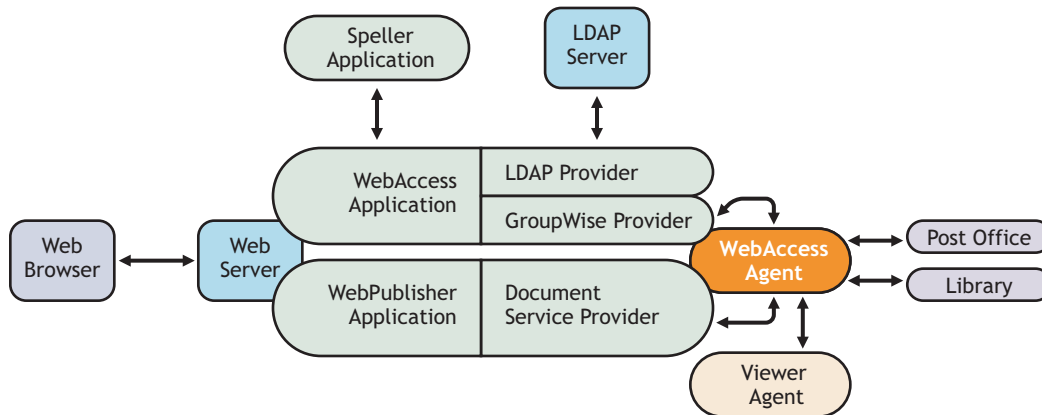 Speller
Application
LDAP
Server
WebAccess
Application
LDAP Provider
GroupWise Provider
Web
Browser
Web
Server
WebAccess
Agent
Post Office
Library
WebPublisher
Application
Document
Service Provider
Viewer
Agent